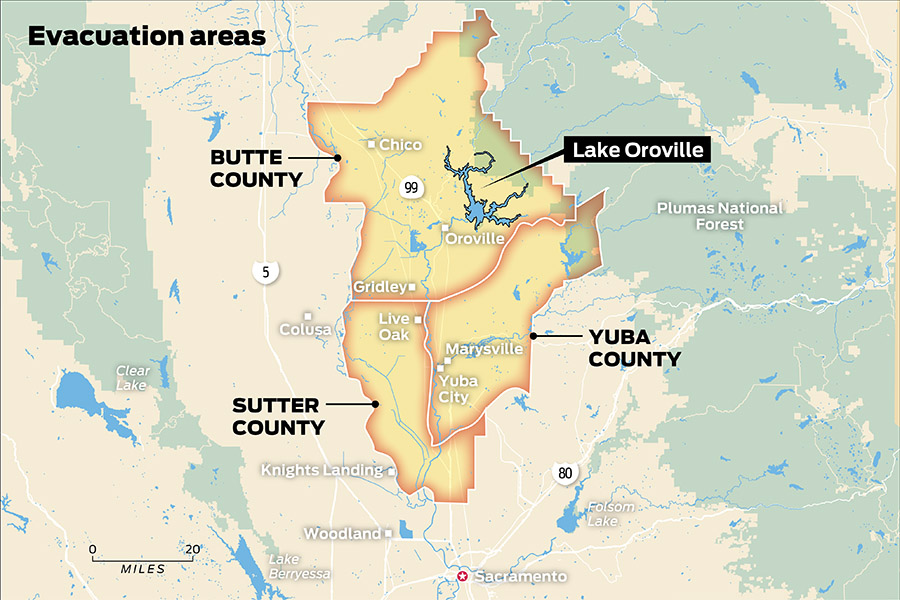 Evacuation areas
Lake Oroville
BUTTE
COUNTY
Chico
99
Plumas National
Forest
Oroville
5
Gridley
Colusa
Live
Oak
YUBA
COUNTY
Marysville
Yuba
City
Clear
Lake
SUTTER
COUNTY
Knights Landing
80
Folsom
Lake
Woodland
0
20
MILES
Lake
Berryessa
Sacramento